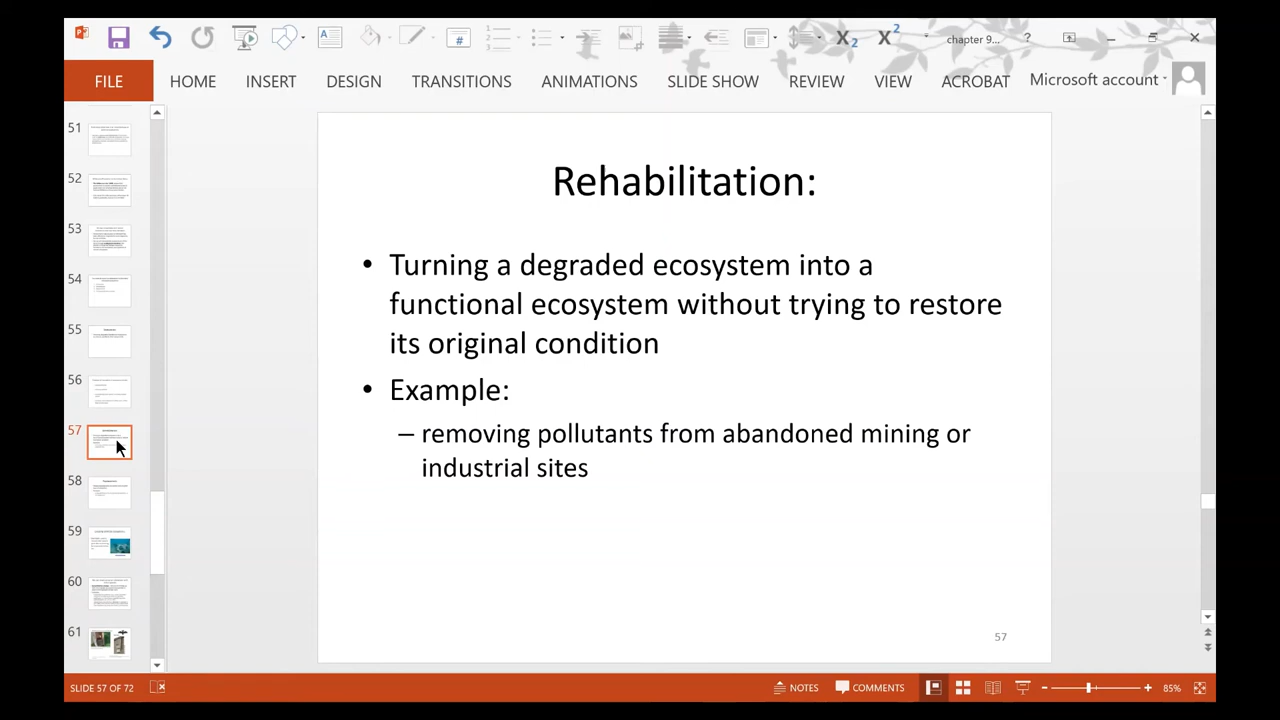 chapter 9...
?
FILE
HOME
INSERT
DESIGN
TRANSITIONS
ANIMATIONS
SLIDE SHOW
REVIEW
VIEW
ACROBAT
Microsoft account
51
52
53
54
55
56
57
58
59
60
61
Rehabilitation:
• Turning a degraded ecosystem into a
functional ecosystem without trying to restore
its original condition
• Example:
– removing pollutants from abandoned mining or
industrial sites
57
SLIDE 57 OF 72
NOTES
COMMENTS
85%